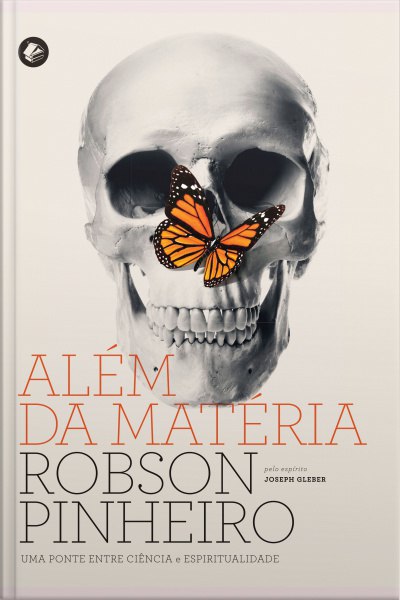 ALÉM
DA MATÉRIA
ROBSON
PINHEIRO
pelo espírito
JOSEPH GLEBER
UMA PONTE ENTRE CIÊNCIA e ESPIRITUALIDADE